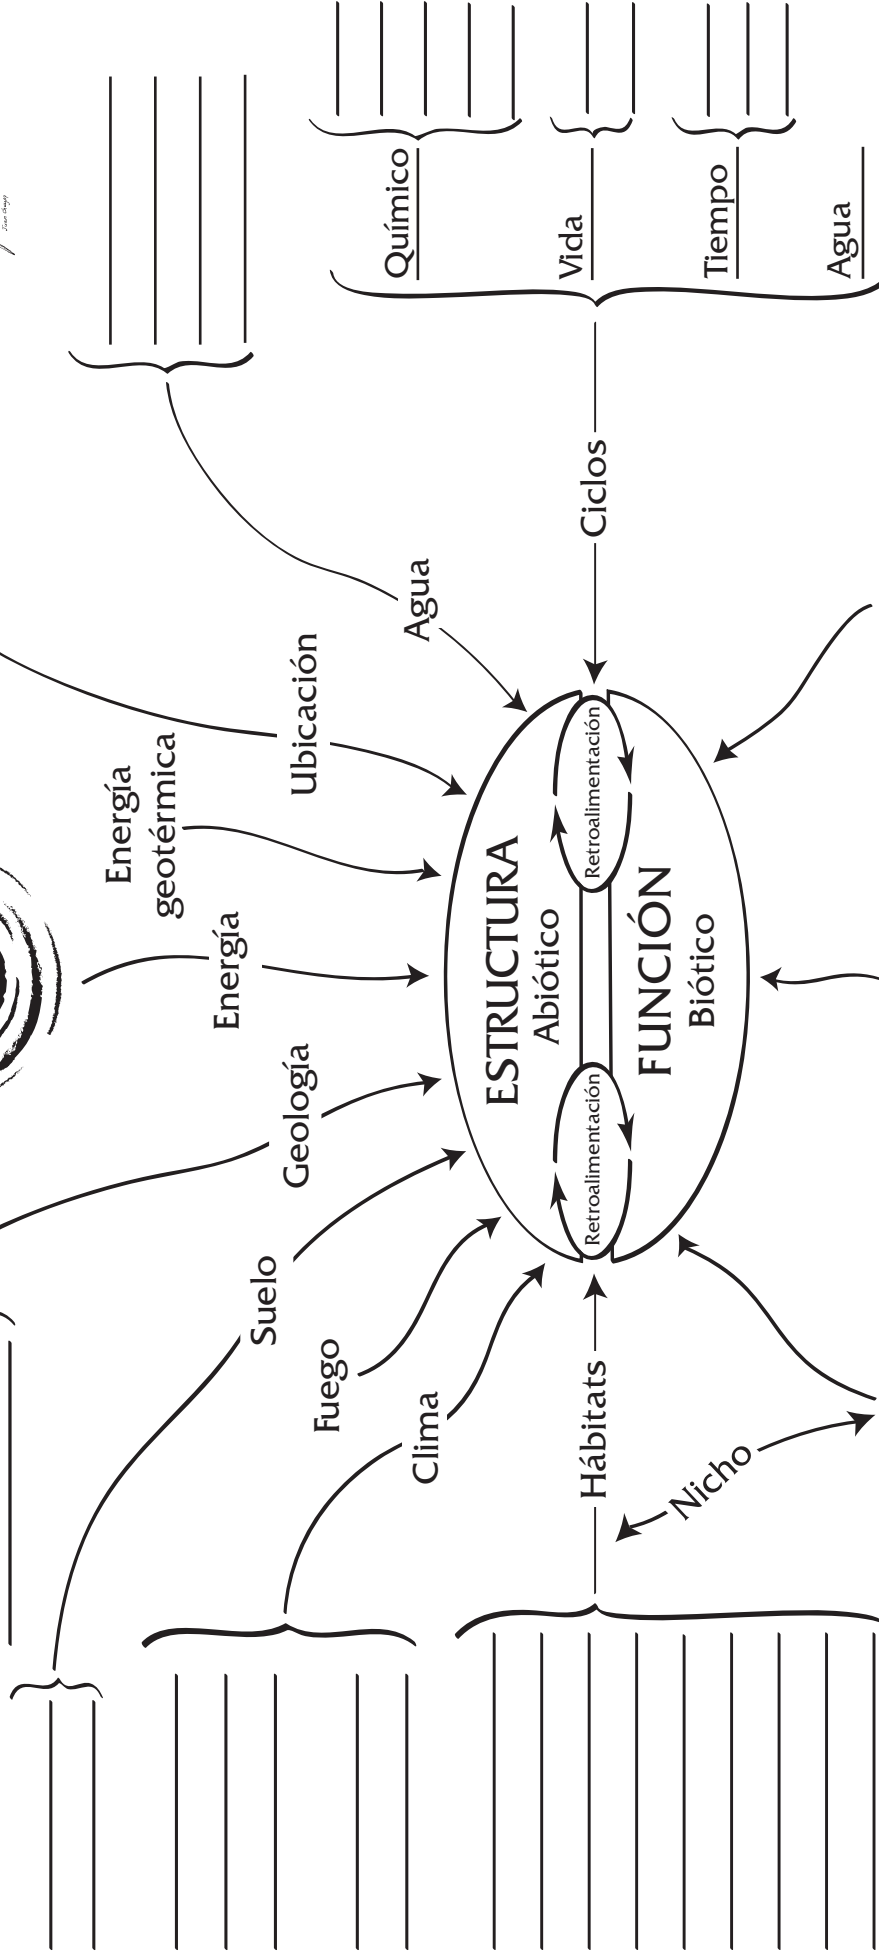 Químico
Vida
Tiempo
Agua
Ciclos
Agua
Ubicación
Energía
geotérmica
Energía
Geología
Suelo
Fuego
Clima
Hábitats
Nicho
ESTRUCTURA
Abiótico
FUNCIÓN
Biótico
Retroalimentación
Retroalimentación